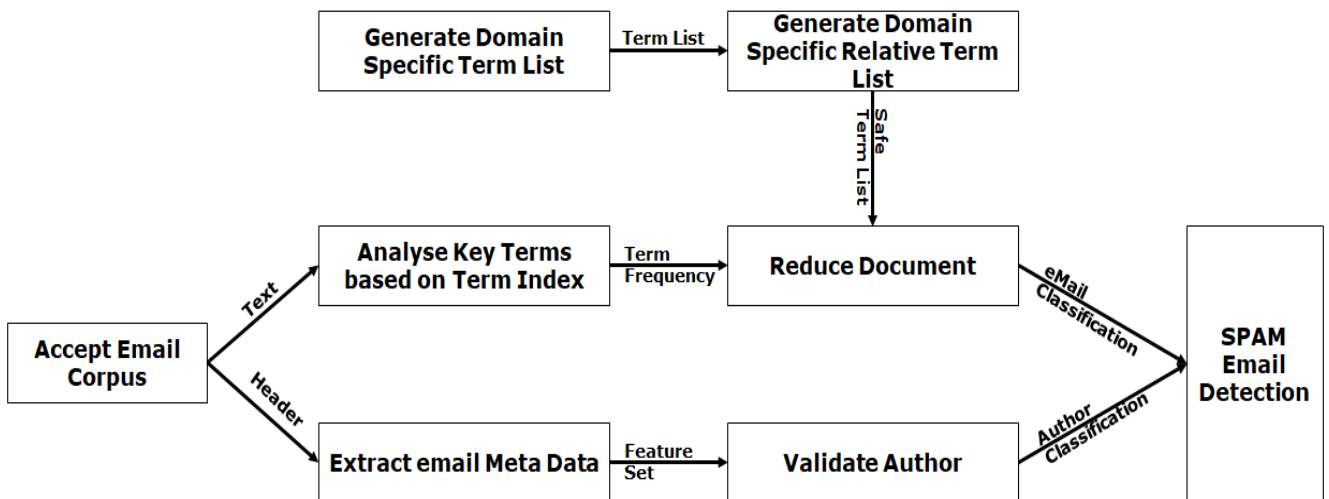 Generate Domain
Specific Term List
Term List
Generate Domain
Specific Relative Term
List
Safe
Term List
Analyse Key Terms
based on Term Index
Term
Frequency
Reduce Document
eMail
Classification
Text
Accept Email
Corpus
Header
SPAM
Email
Detection
Extract email Meta Data
Feature
Set
Validate Author
Author
Classification